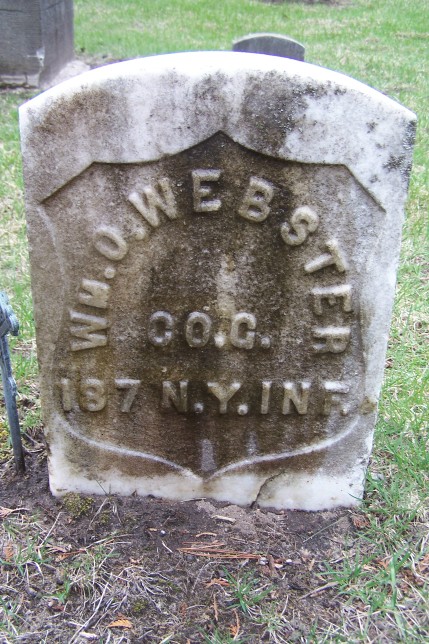 WM. O. WEBSTER
CO. G.
187 N.Y. INF.